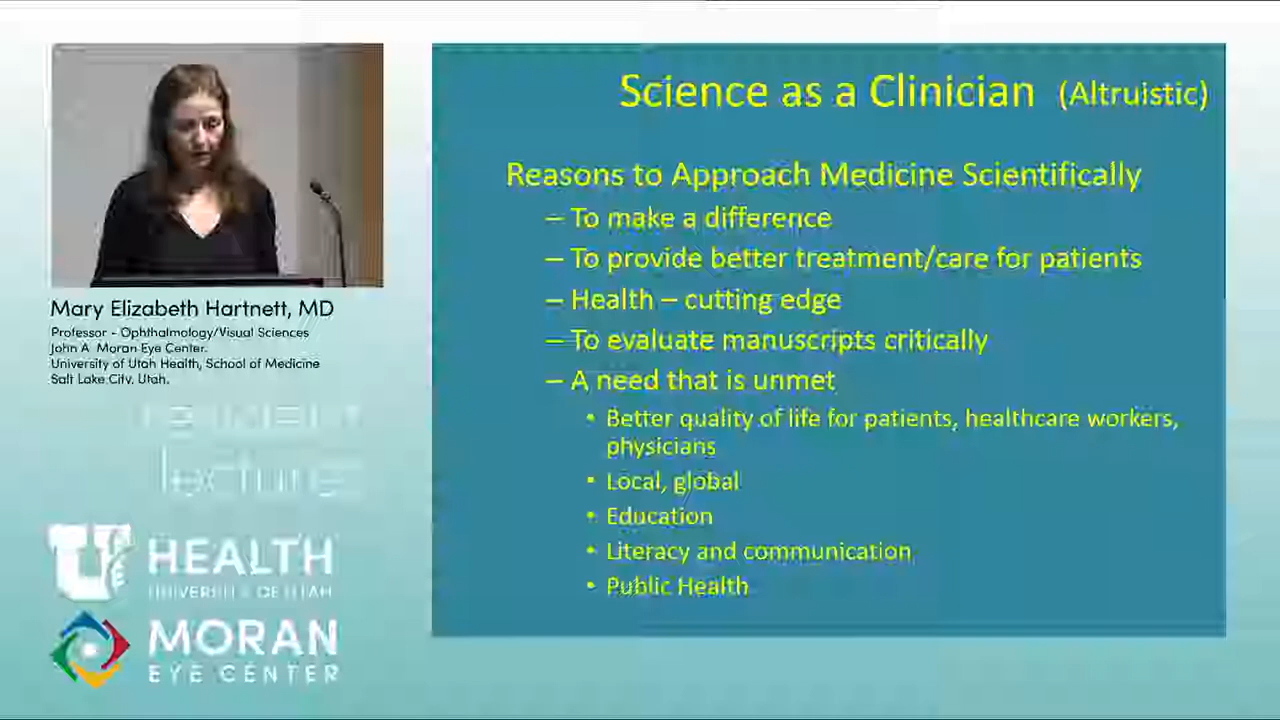 Science as a Clinician (Altruistic)
Reasons to Approach Medicine Scientifically
– To make a difference
– To provide better treatment/care for patients
– Health – cutting edge
– To evaluate manuscripts critically
– A need that is unmet
• Better quality of life for patients, healthcare workers,
physicians
• Local, global
• Education
• Literacy and communication
• Public Health
Mary Elizabeth Hartnett, MD
Professor - Ophthalmology/Visual Sciences
John A. Moran Eye Center.
University of Utah Health, School of Medicine
Salt Lake City, Utah.
lectures
U
HEALTH
UNIVERSITY OF UTAH
MORAN
EYE CENTER